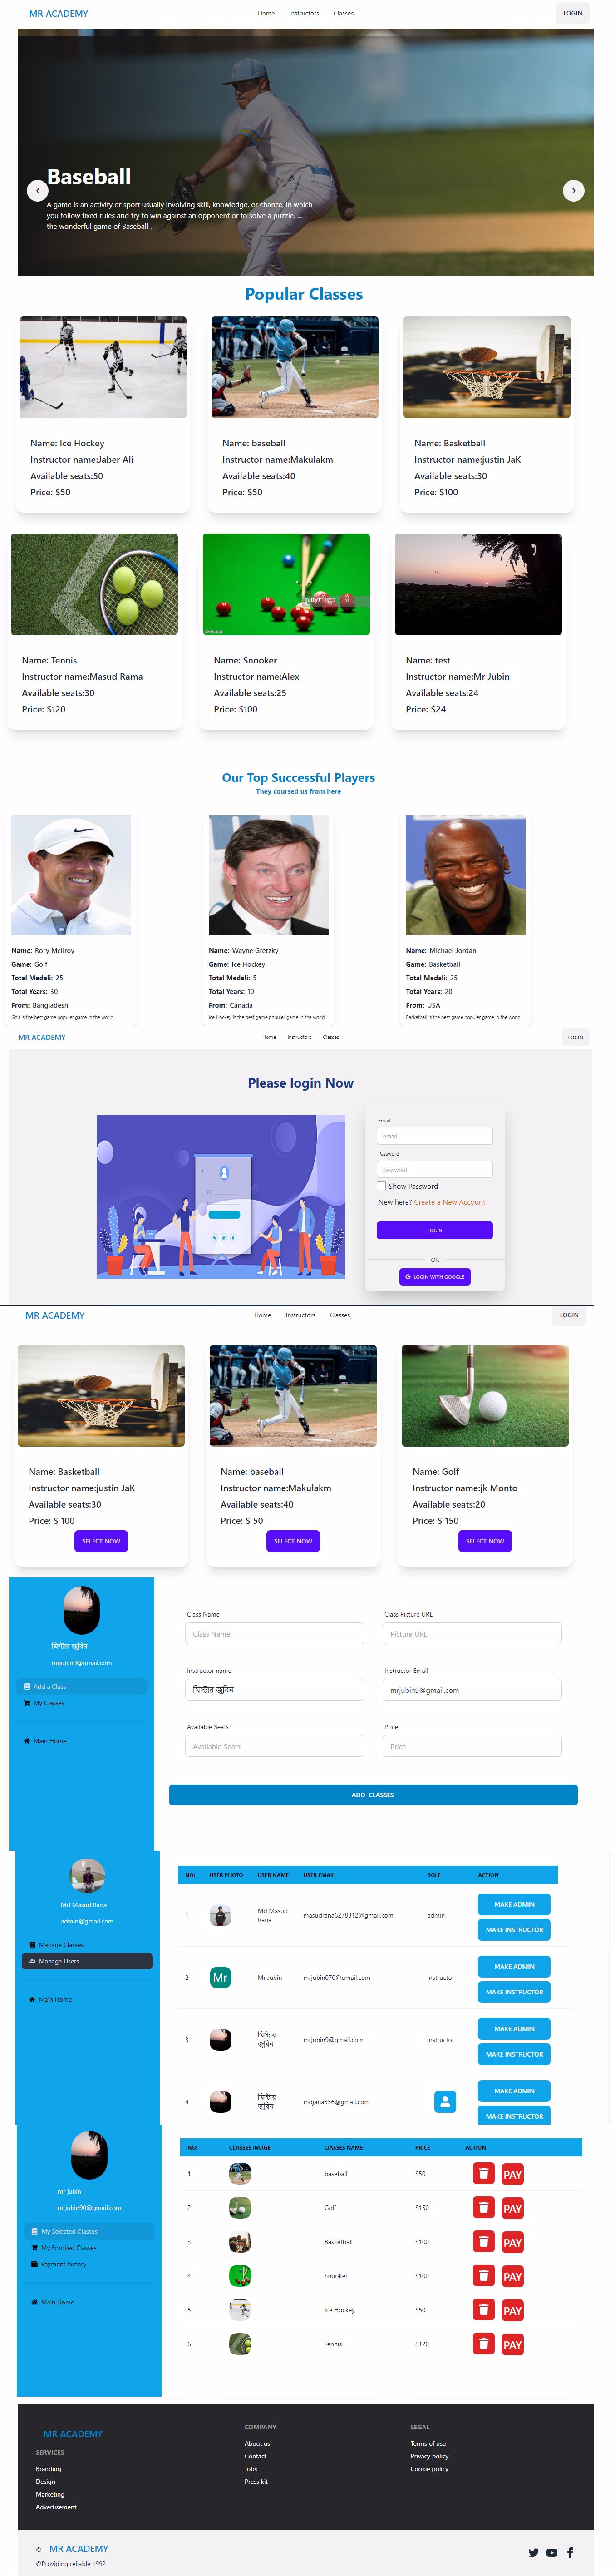 MR ACADEMY
Home Instructors Classes
LOGIN
Baseball
A game is an activity or sport usually involving skill, knowledge, or chance, in which
you follow fixed rules and try to win against an opponent or to solve a puzzle. ...
the wonderful game of Baseball .
Popular Classes
Name: Ice Hockey
Instructor name:Jaber Ali
Available seats:50
Price: $50
Name: baseball
Instructor name:Makulakm
Available seats:40
Price: $50
Name: Basketball
Instructor name:justin JaK
Available seats:30
Price: $100
Name: Tennis
Instructor name:Masud Rama
Available seats:30
Price: $120
Name: Snooker
Instructor name:Alex
Available seats:25
Price: $100
Name: test
Instructor name:Mr Jubin
Available seats:24
Price: $24
Our Top Successful Players
They coursed us from here
Name: Rory McIlroy
Game: Golf
Total Medali: 25
Total Years: 30
From: Bangladesh
Golf is the best game populer game in the world
Name: Wayne Gretzky
Game: Ice Hockey
Total Medali: 5
Total Years: 10
From: Canada
Ice Hockey is the best game populer game in the world
Name: Michael Jordan
Game: Basketball
Total Medali: 25
Total Years: 20
From: USA
Basketball is the best game populer game in the world
MR ACADEMY
Home Instructors Classes
LOGIN
Please login Now
Email
email
Password
password
Show Password
New here? Create a New Account
LOGIN
OR
G LOGIN WITH GOOGLE
MR ACADEMY
Home Instructors Classes
LOGIN
Name: Basketball
Instructor name:justin JaK
Available seats:30
Price: $ 100
SELECT NOW
Name: baseball
Instructor name:Makulakm
Available seats:40
Price: $ 50
SELECT NOW
Name: Golf
Instructor name:jk Monto
Available seats:20
Price: $ 150
SELECT NOW
মিস্টার জুবিন
mrjubin9@gmail.com
Add a Class
My Classes
Main Home
Class Name
Class Name
Class Picture URL
Picture URL
Instructor name
মিস্টার জুবিন
Instructor Email
mrjubin9@gmail.com
Available Seats
Available Seats
Price
Price
ADD CLASSES
Md Masud Rana
admin@gmail.com
Manage Classes
Manage Users
Main Home
NO: USER PHOTO USER NAME USER EMAIL ROLE ACTION
1 Md Masud Rana masudrana6278312@gmail.com admin MAKE ADMIN
MAKE INSTRUCTOR
2 Mr Mr Jubin mrjubin070@gmail.com instructor MAKE ADMIN
MAKE INSTRUCTOR
3 মিস্টার জুবিন mrjubin9@gmail.com instructor MAKE ADMIN
MAKE INSTRUCTOR
4 মিস্টার জুবিন mdjana536@gmail.com MAKE ADMIN
MAKE INSTRUCTOR
mr jubin
mrjubin90@gmail.com
My Selected Classes
My Enrolled Classes
Payment history
Main Home
NO: CLASSES IMAGE ClASSES NAME PRICE ACTION
1 baseball $50 PAY
2 Golf $150 PAY
3 Basketball $100 PAY
4 Snooker $100 PAY
5 Ice Hockey $50 PAY
6 Tennis $120 PAY
MR ACADEMY
SERVICES
Branding
Design
Marketing
Advertisement
COMPANY
About us
Contact
Jobs
Press kit
LEGAL
Terms of use
Privacy policy
Cookie policy
© MR ACADEMY
©Providing reliable 1992